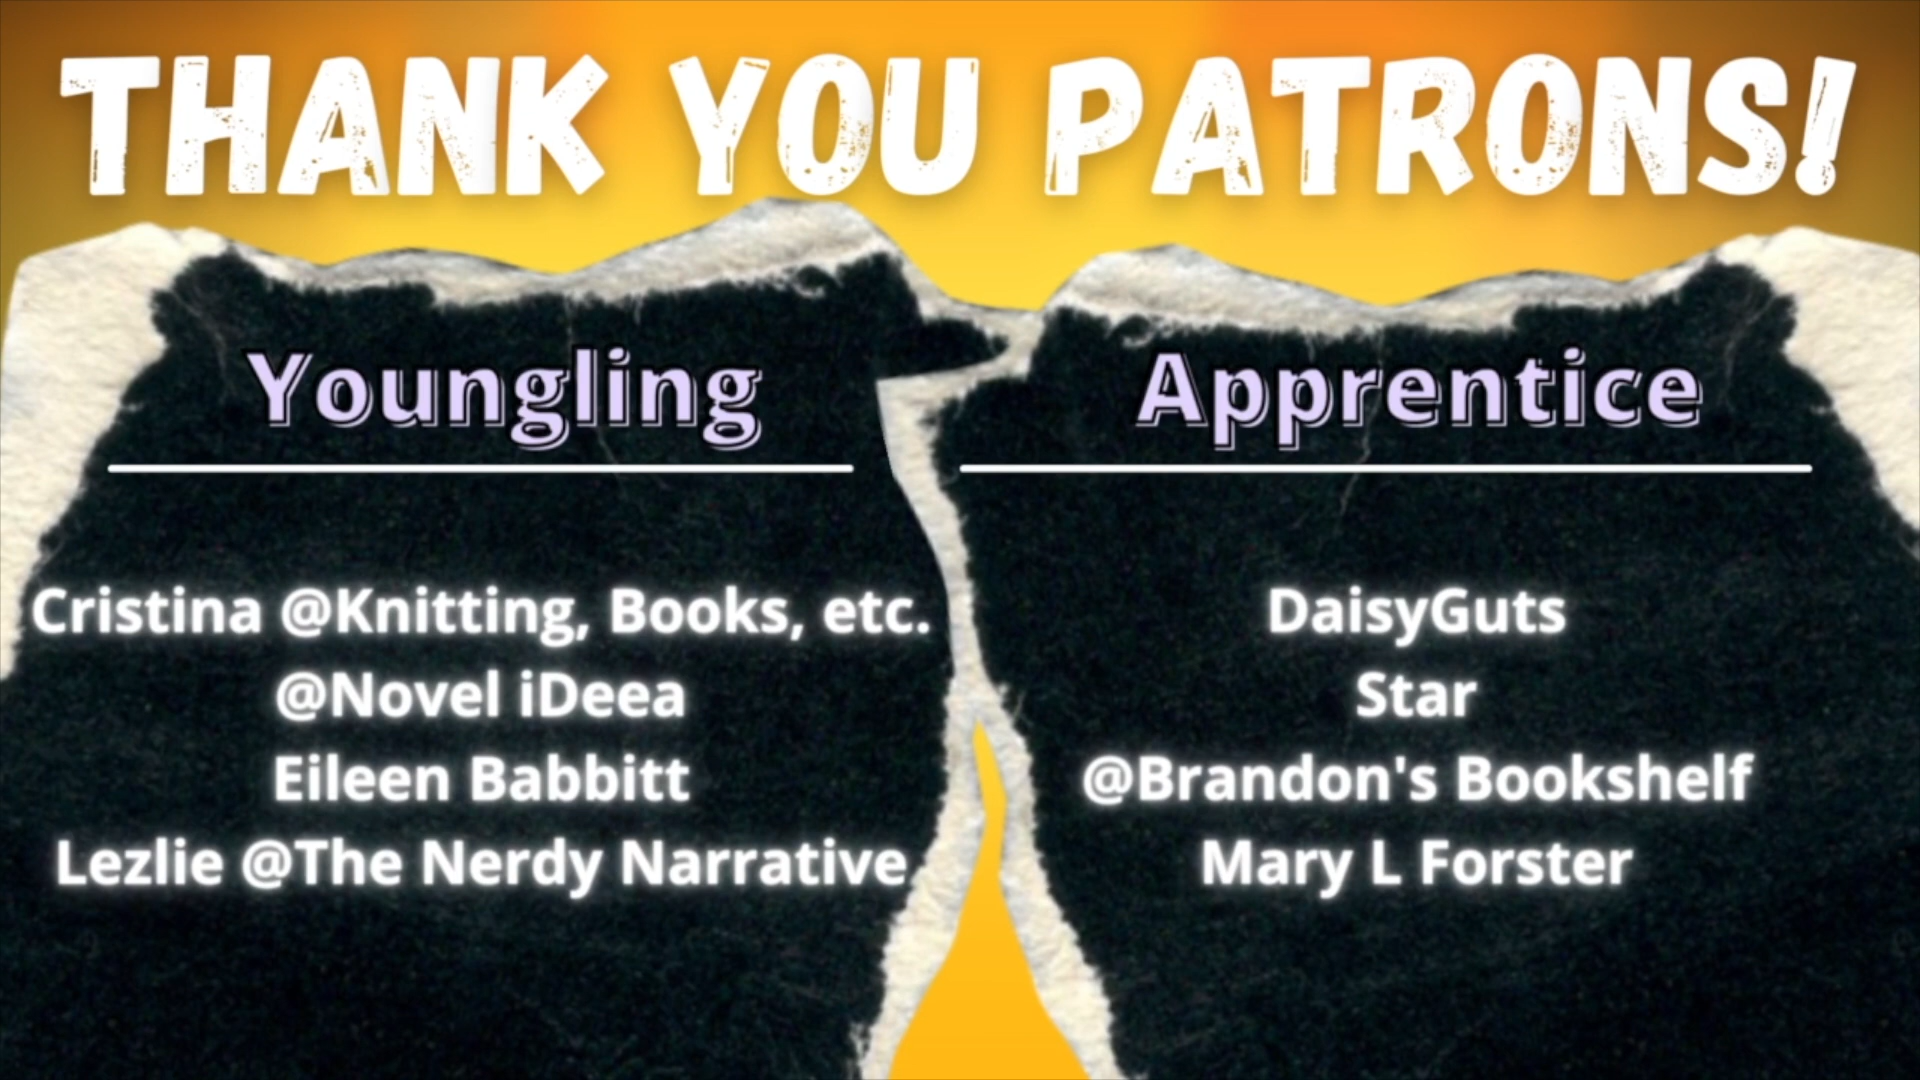 THANK YOU PATRONS!
Youngling
Cristina @Knitting, Books, etc.
@Novel iDeea
Eileen Babbitt
Lezlie @The Nerdy Narrative
Apprentice
DaisyGuts
Star
@Brandon's Bookshelf
Mary L Forster